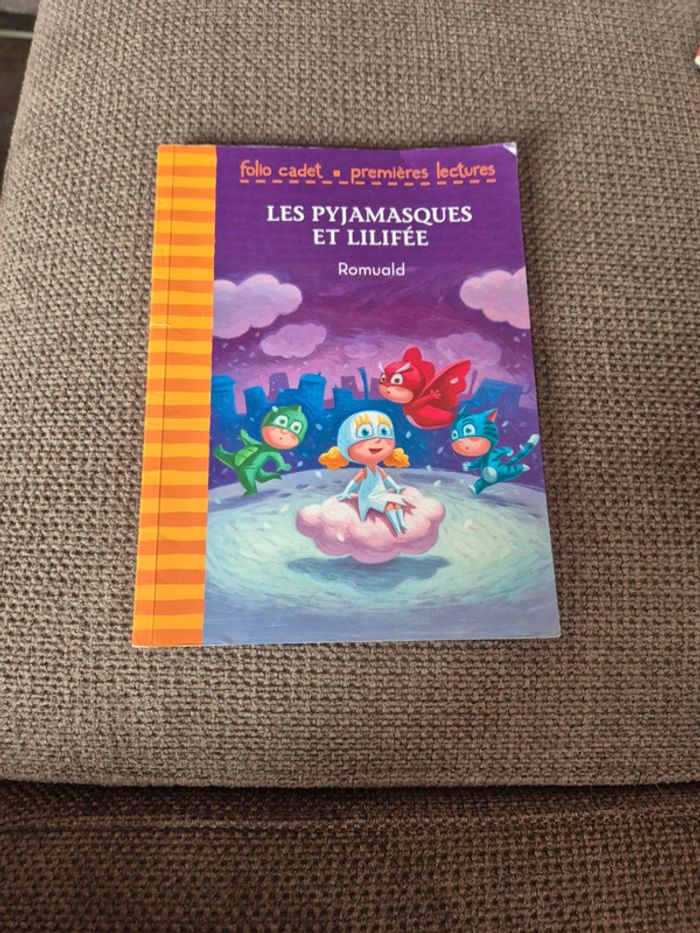 folio cadet ▪ premières lectures
LES PYJAMASQUES
ET LILIFÉE
Romuald